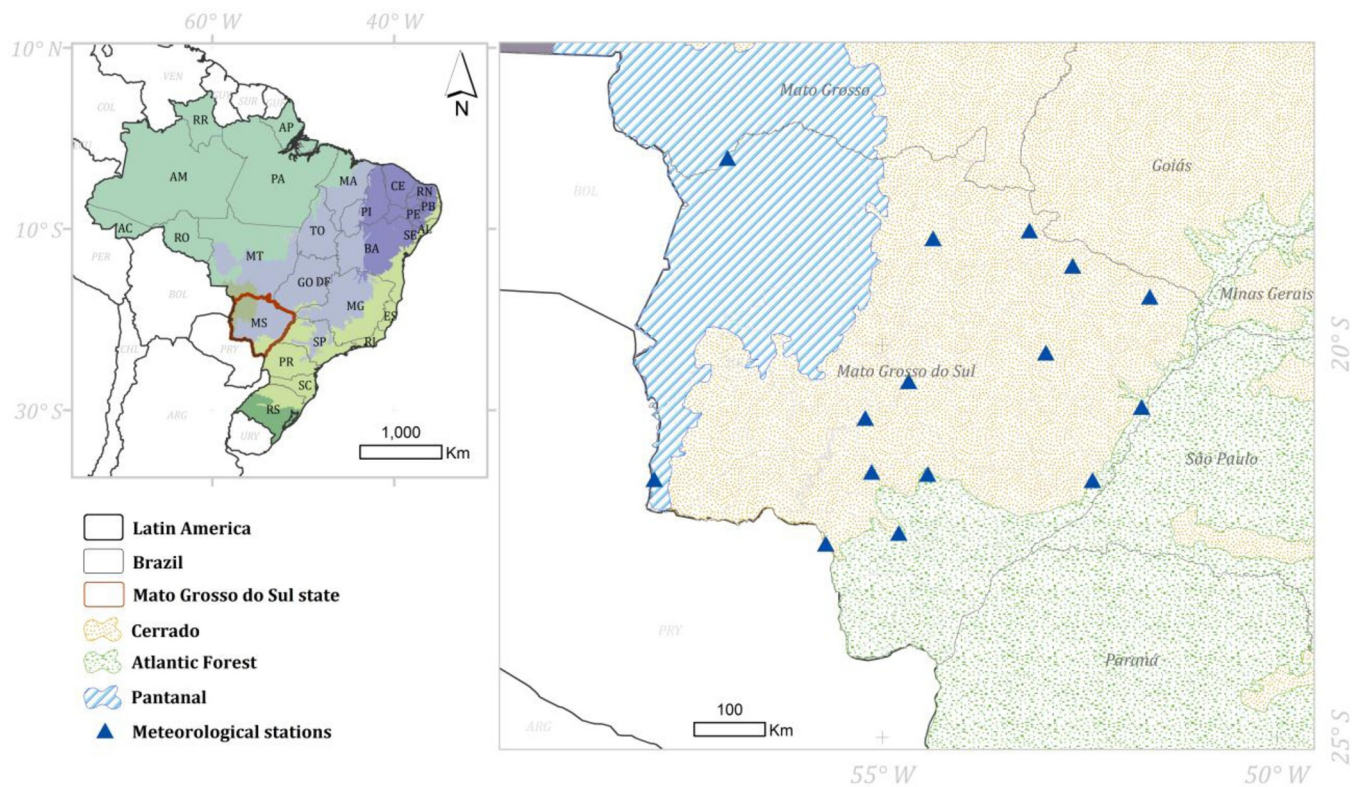 60° W
40° W
10° N
10° S
30° S
N
VEN
COL
SUR
PER
BOL
CHL
PRY
ARG
URY
RR
AP
AM
PA
MA
CE
RN
PB
PE
AL
SE
PI
AC
RO
TO
BA
MT
GO
DF
MG
ES
MS
SP
RJ
PR
SC
RS
1,000
Km
Latin America
Brazil
Mato Grosso do Sul state
Cerrado
Atlantic Forest
Pantanal
Meteorological stations
Mato Grosso
BOL
Goiás
Minas Gerais
Mato Grosso do Sul
São Paulo
PRY
Paraná
ARG
100
Km
20° S
25° S
55° W
50° W